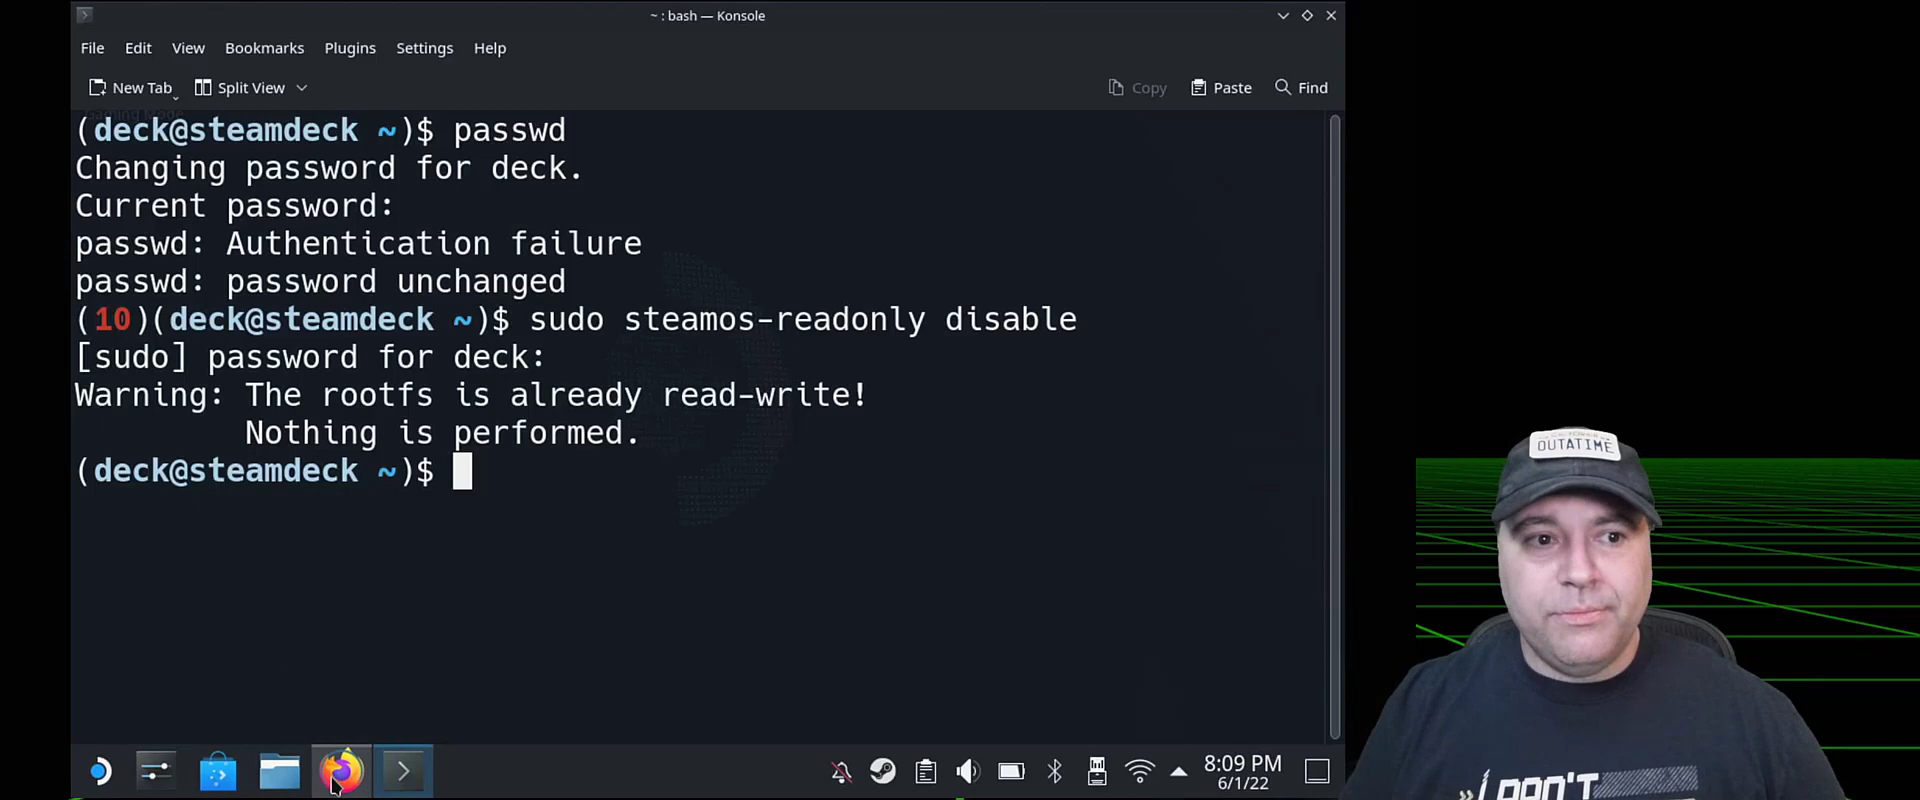 ~ : bash — Konsole
File Edit View Bookmarks Plugins Settings Help
New Tab Split View Copy Paste Find
(deck@steamdeck ~)$ passwd
Changing password for deck.
Current password:
passwd: Authentication failure
passwd: password unchanged
(10)(deck@steamdeck ~)$ sudo steamos-readonly disable
[sudo] password for deck:
Warning: The rootfs is already read-write!
Nothing is performed.
(deck@steamdeck ~)$
OUTATIME
8:09 PM
6/1/22
I CAN'T